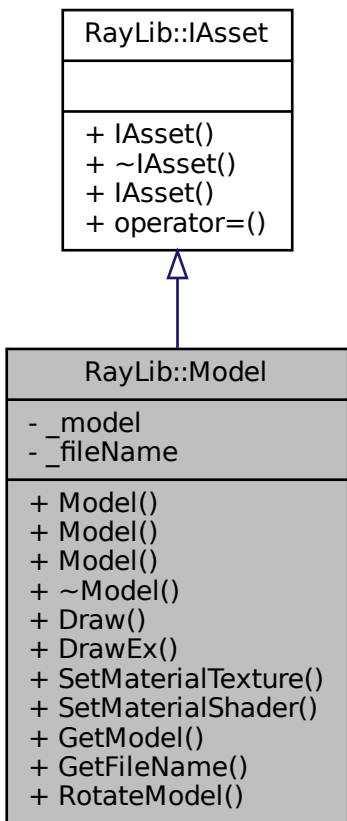 RayLib::IAsset
+ IAsset()
+ ~IAsset()
+ IAsset()
+ operator=()
RayLib::Model
- _model
- _fileName
+ Model()
+ Model()
+ Model()
+ ~Model()
+ Draw()
+ DrawEx()
+ SetMaterialTexture()
+ SetMaterialShader()
+ GetModel()
+ GetFileName()
+ RotateModel()